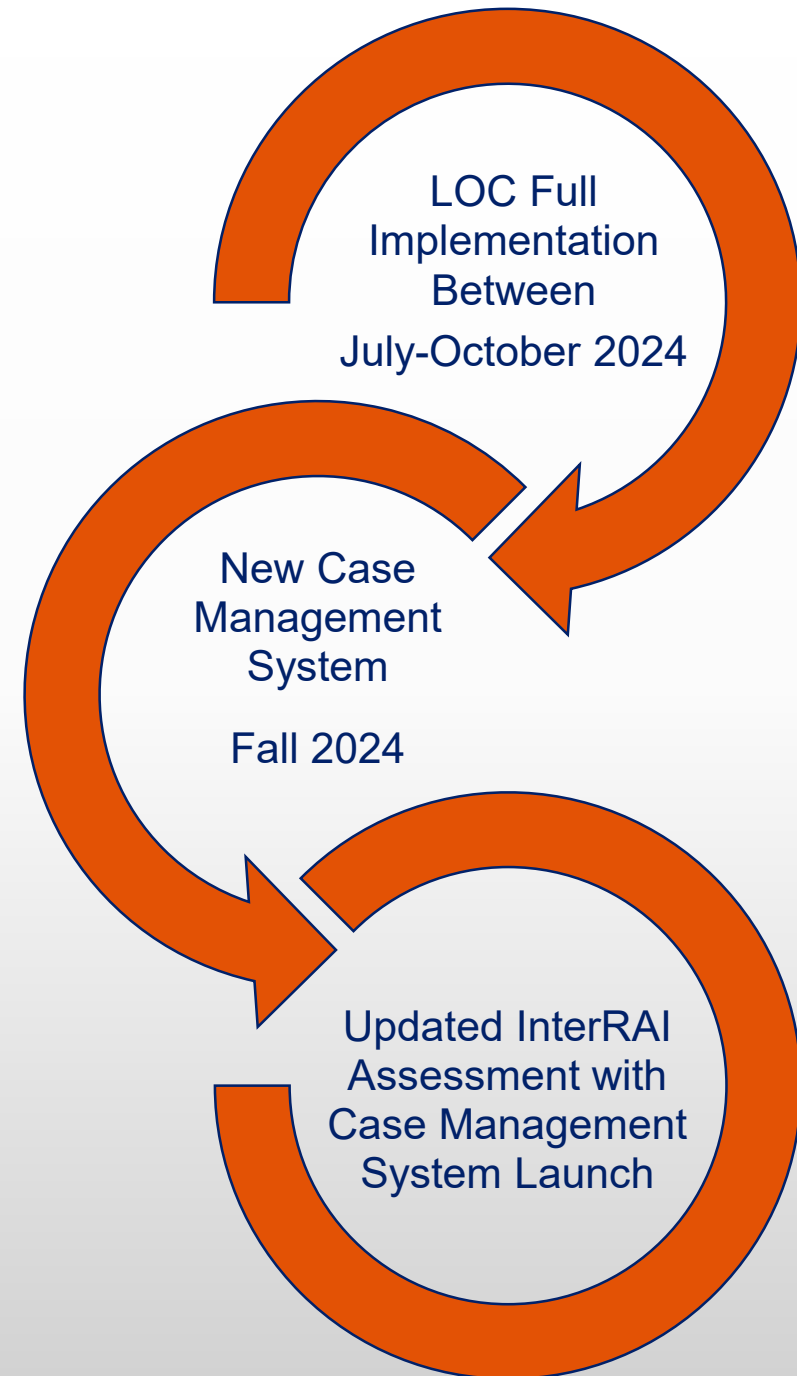 LOC Full
Implementation
Between
July-October 2024
New Case
Management
System
Fall 2024
Updated InterRAI
Assessment with
Case Management
System Launch